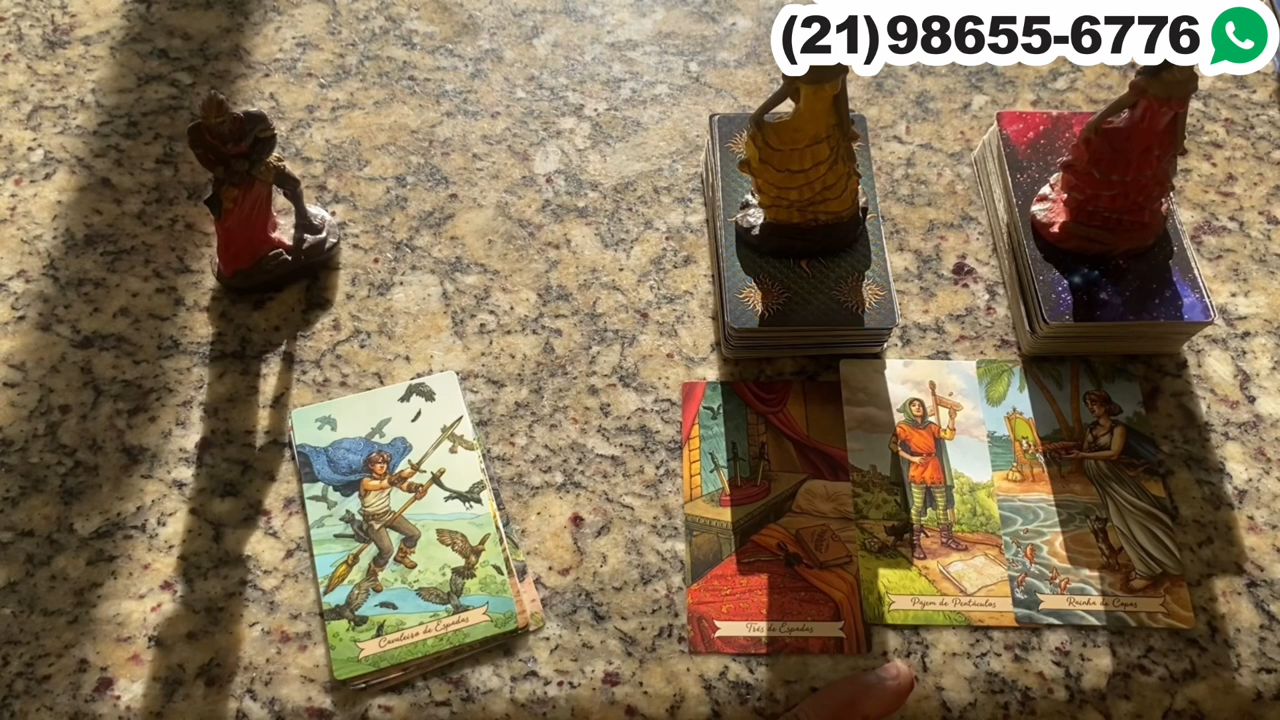 (21)98655-6776
Cavaleiro de Espadas
Três de Espadas
Pajem de Pentáculos
Rainha de Copas